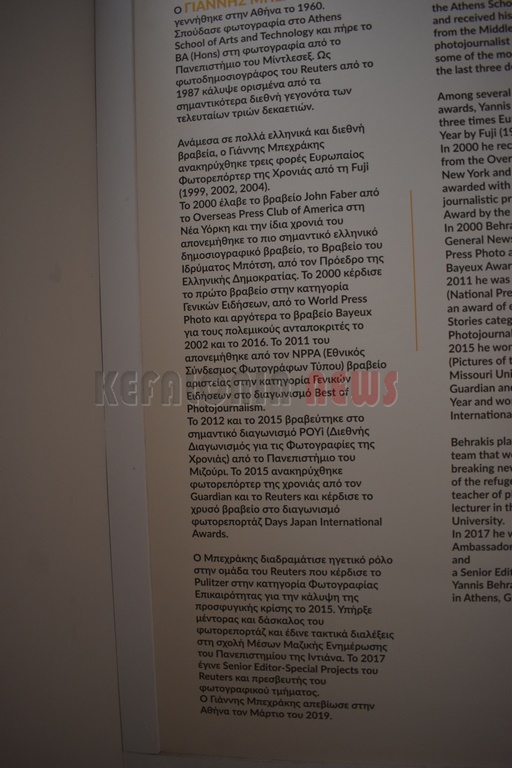 Ο ΓΙΑΝΝΗΣ
γεννήθηκε στην Αθήνα το 1960.
Σπούδασε φωτογραφία στο Athens
School of Arts and Technology και πήρε το
BA (Hons) στη φωτογραφία από το
Πανεπιστήμιο του Μίντλσεξ. Ως
φωτοδημοσιογράφος του Reuters από το
1987 κάλυψε ορισμένα από τα
σημαντικότερα διεθνή γεγονότα των
τελευταίων τριών δεκαετιών.
Ανάμεσα σε πολλά ελληνικά και διεθνή
βραβεία, ο Γιάννης Μπεχράκης
ανακηρύχθηκε τρεις φορές Ευρωπαίος
Φωτορεπόρτερ της Χρονιάς από τη Fuji
(1999, 2002, 2004).
Το 2000 έλαβε το βραβείο John Faber από
το Overseas Press Club of America στη
Νέα Υόρκη και την ίδια χρονιά του
απονεμήθηκε το πιο σημαντικό ελληνικό
δημοσιογραφικό βραβείο, το Βραβείο του
Ιδρύματος Μπότση, από τον Πρόεδρο της
Ελληνικής Δημοκρατίας. Το 2000 κέρδισε
το πρώτο βραβείο στην κατηγορία
Γενικών Ειδήσεων, από το World Press
Photo και αργότερα το βραβείο Bayeux
για τους πολεμικούς ανταποκριτές το
2002 και το 2016. Το 2011 του
απονεμήθηκε από τον NPPA (Εθνικός
Σύνδεσμος Φωτογράφων Τύπου) βραβείο
αριστείας στην κατηγορία Γενικών
Ειδήσεων στο διαγωνισμό Best of
Photojournalism.
Το 2012 και το 2015 βραβεύτηκε στο
σημαντικό διαγωνισμό POYi (Διεθνής
Διαγωνισμός για τις Φωτογραφίες της
Χρονιάς) από το Πανεπιστήμιο του
Μιζούρι. Το 2015 ανακηρύχθηκε
φωτορεπόρτερ της χρονιάς από τον
Guardian και το Reuters και κέρδισε το
χρυσό βραβείο στο διαγωνισμό
φωτορεπορτάζ Days Japan International
Awards.
Ο Μπεχράκης διαδραμάτισε ηγετικό ρόλο
στην ομάδα του Reuters που κέρδισε το
Pulitzer στην κατηγορία Φωτογραφίας
Επικαιρότητας για την κάλυψη της
προσφυγικής κρίσης το 2015. Υπήρξε
μέντορας και δάσκαλος του
φωτορεπορτάζ και έδινε τακτικά διαλέξεις
στη σχολή Μέσων Μαζικής Ενημέρωσης
του Πανεπιστημίου της Ιντιάνα. Το 2017
έγινε Senior Editor-Special Projects του
Reuters και πρεσβευτής του
φωτογραφικού τμήματος.
Ο Γιάννης Μπεχράκης απεβίωσε στην
Αθήνα τον Μάρτιο του 2019.
the Athens Scho
and received his
from the Middle
photojournalist
some of the mo
the last three d
Among several
awards, Yannis
three times Eu
Year by Fuji (19
In 2000 he rec
from the Over
New York and
awarded with
journalistic pr
Award by the
In 2000 Behra
General News
Press Photo a
Bayeux Awar
2011 he was
(National Pre
an award of e
Stories categ
Photojournal
2015 he wor
(Pictures of t
Missouri Uni
Guardian and
Year and wo
Internationa
Behrakis pla
team that wo
breaking new
of the refuge
teacher of p
lecturer in th
University.
In 2017 he w
Ambassador
and
a Senior Edit
Yannis Behra
in Athens, G
KEFALONIA NEWS